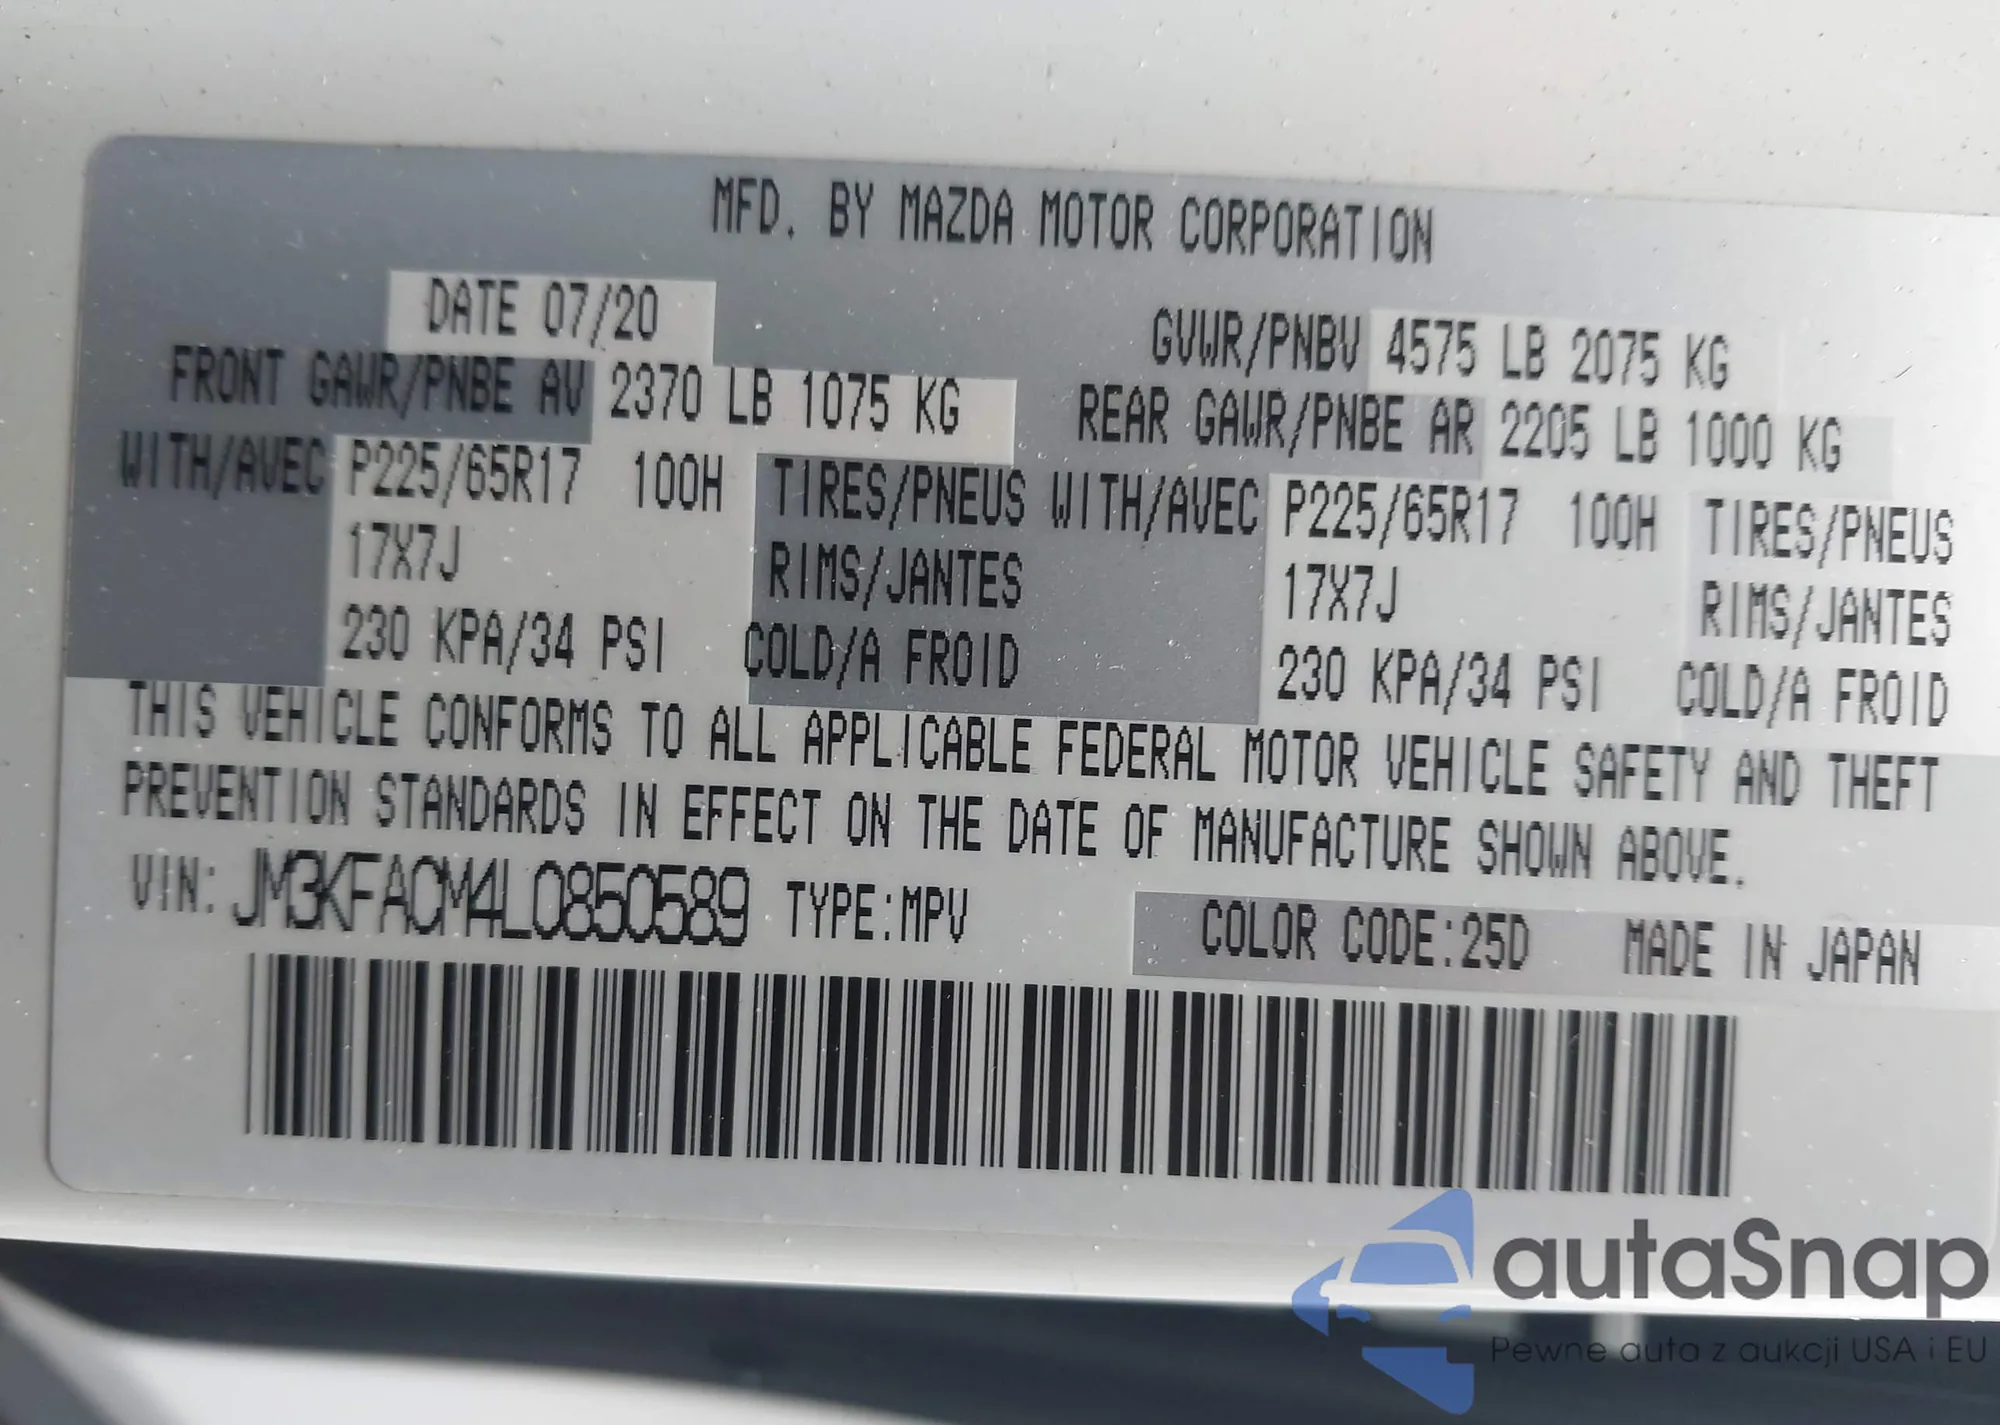 MFD. BY MAZDA MOTOR CORPORATION
DATE 07/20
GVWR/PNBV 4575 LB 2075 KG
FRONT GAWR/PNBE AV 2370 LB 1075 KG
REAR GAWR/PNBE AR 2205 LB 1000 KG
WITH/AVEC P225/65R17 100H TIRES/PNEUS WITH/AVEC P225/65R17 100H TIRES/PNEUS
17X7J RIMS/JANTES 17X7J RIMS/JANTES
230 KPA/34 PSI COLD/A FROID 230 KPA/34 PSI COLD/A FROID
THIS VEHICLE CONFORMS TO ALL APPLICABLE FEDERAL MOTOR VEHICLE SAFETY AND THEFT
PREVENTION STANDARDS IN EFFECT ON THE DATE OF MANUFACTURE SHOWN ABOVE.
VIN: JM3KFACM4L0850589 TYPE:MPV COLOR CODE:25D MADE IN JAPAN
autaSnap
Pewne auta z aukcji USA i EU